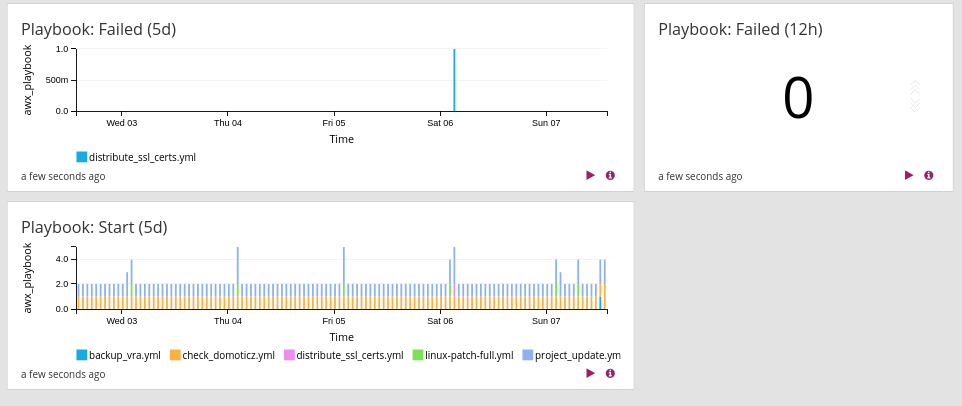 Playbook: Failed (5d)
awx_playbook
1.0
500m
0.0
Wed 03 Thu 04 Fri 05 Sat 06 Sun 07
Time
distribute_ssl_certs.yml
a few seconds ago
Playbook: Failed (12h)
0
a few seconds ago
Playbook: Start (5d)
awx_playbook
4.0
2.0
0.0
Wed 03 Thu 04 Fri 05 Sat 06 Sun 07
Time
backup_vra.yml check_domoticz.yml distribute_ssl_certs.yml linux-patch-full.yml project_update.ym
a few seconds ago